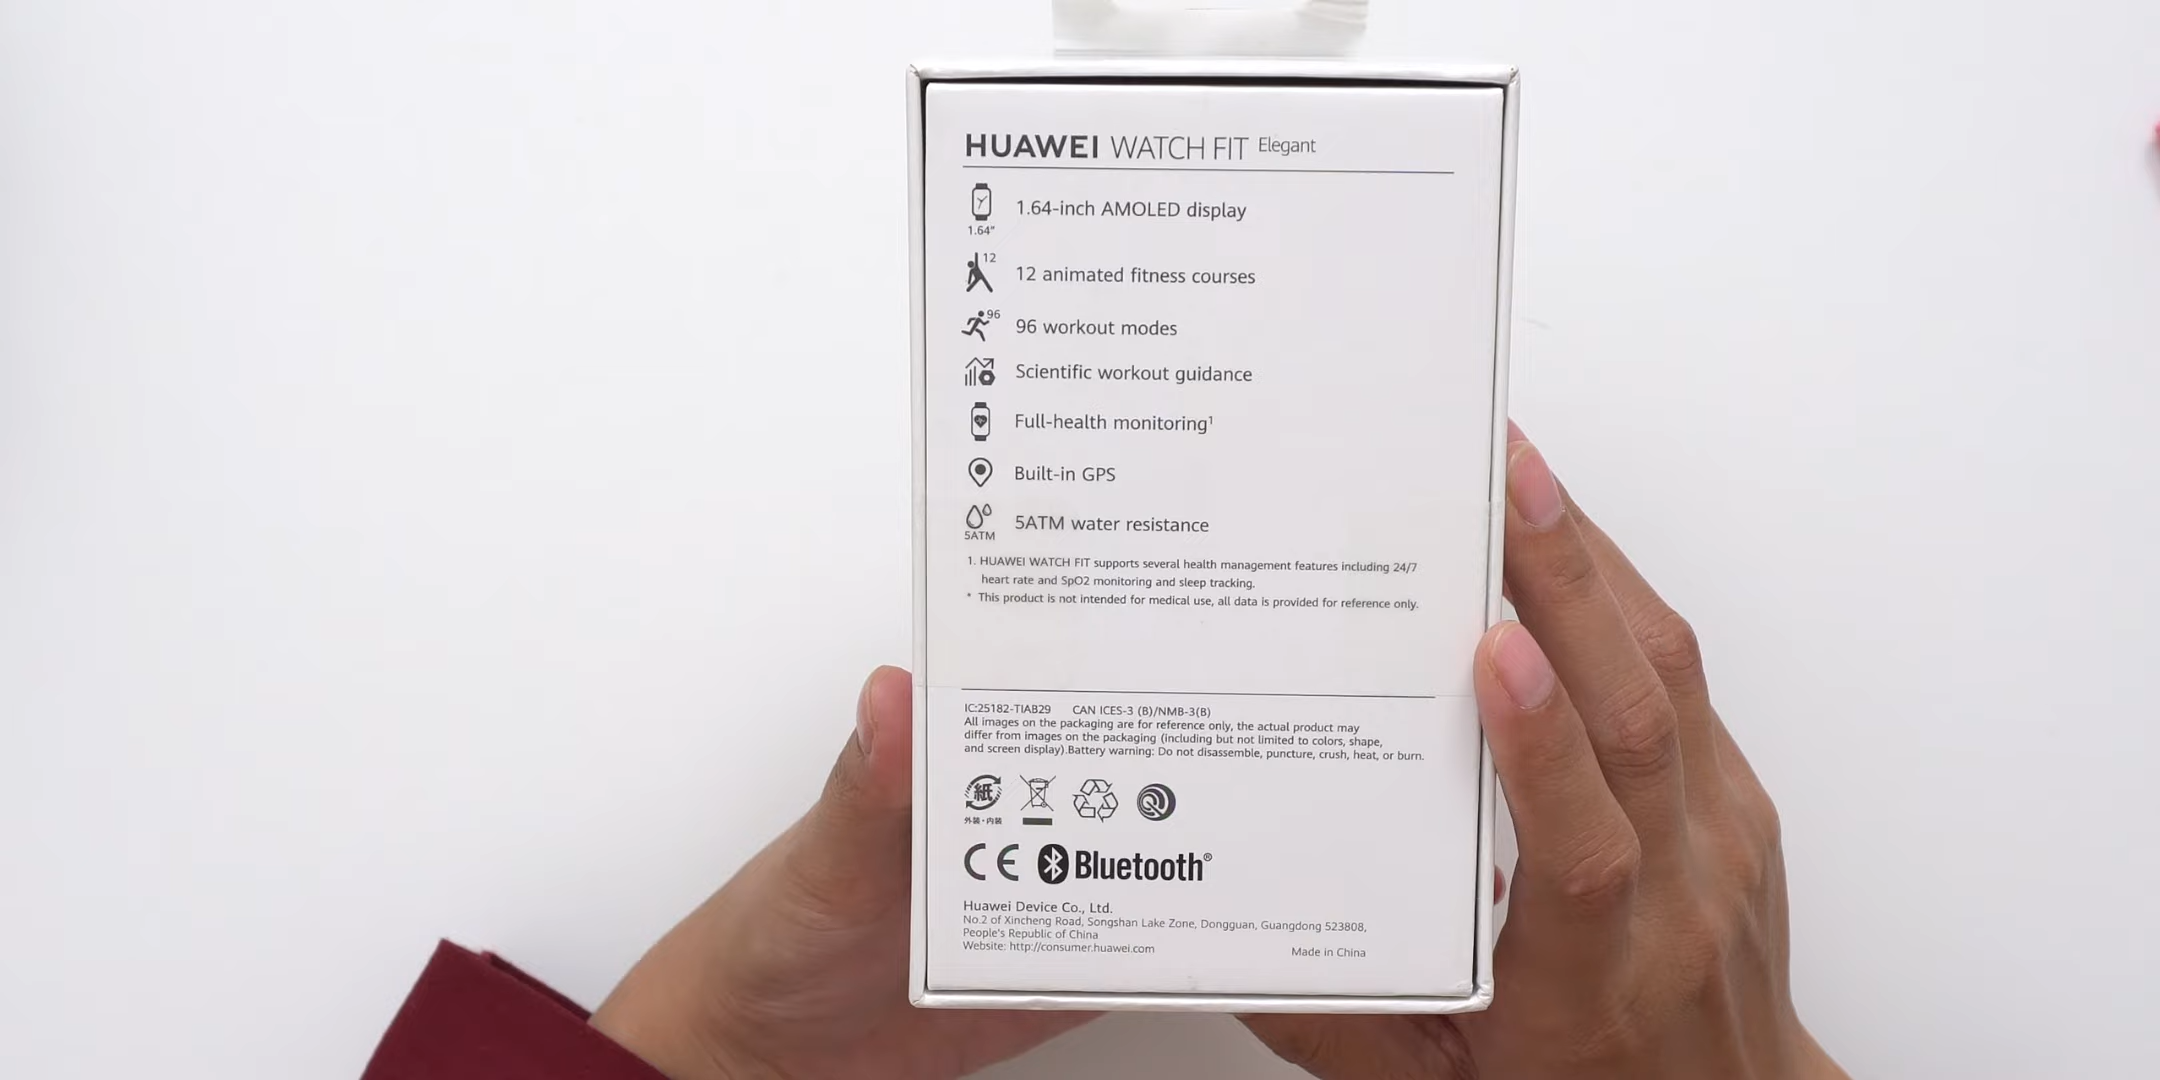 HUAWEI WATCH FIT Elegant
1.64"
1.64-inch AMOLED display
12
12 animated fitness courses
96
96 workout modes
Scientific workout guidance
Full-health monitoring¹
Built-in GPS
5ATM
5ATM water resistance
1. HUAWEI WATCH FIT supports several health management features including 24/7
heart rate and SpO2 monitoring and sleep tracking.
* This product is not intended for medical use, all data is provided for reference only.
IC:25182-TIAB29 CAN ICES-3 (B)/NMB-3(B)
All images on the packaging are for reference only, the actual product may
differ from images on the packaging (including but not limited to colors, shape,
and screen display).Battery warning: Do not disassemble, puncture, crush, heat, or burn.
紙
外装・内装
CE Bluetooth®
Huawei Device Co., Ltd.
No.2 of Xincheng Road, Songshan Lake Zone, Dongguan, Guangdong 523808,
People's Republic of China
Website: http://consumer.huawei.com Made in China